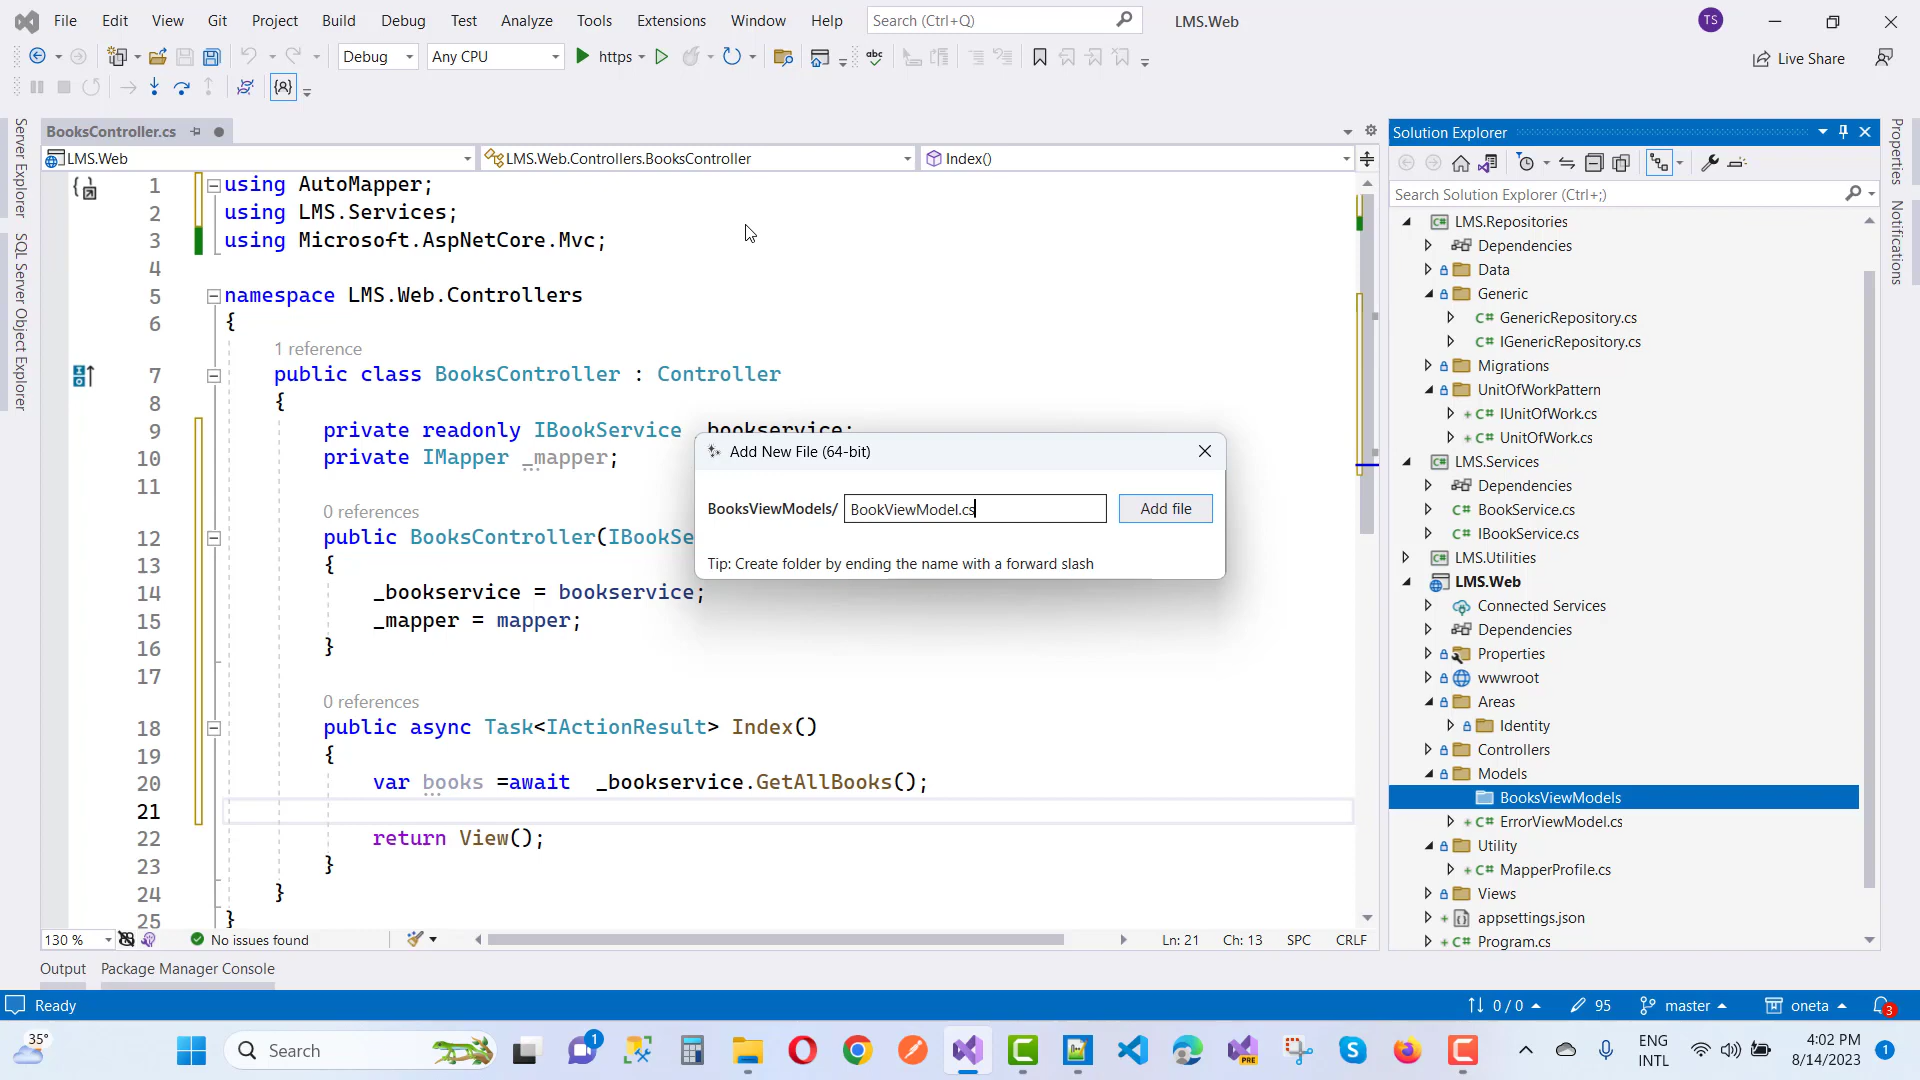 File Edit View Git Project Build Debug Test Analyze Tools Extensions Window Help Search (Ctrl+Q) LMS.Web TS
Debug Any CPU https Live Share
BooksController.cs
LMS.Web LMS.Web.Controllers.BooksController Index()
Server Explorer
SQL Server Object Explorer
1 using AutoMapper;
2 using LMS.Services;
3 using Microsoft.AspNetCore.Mvc;
4
5 namespace LMS.Web.Controllers
6 {
1 reference
7 public class BooksController : Controller
8 {
9 private readonly IBookService _bookservice;
10 private IMapper _mapper;
11
0 references
12 public BooksController(IBookSe
13 {
14 _bookservice = bookservice;
15 _mapper = mapper;
16 }
17
0 references
18 public async Task<IActionResult> Index()
19 {
20 var books =await _bookservice.GetAllBooks();
21
22 return View();
23 }
24 }
25 }
Add New File (64-bit)
BooksViewModels/ BookViewModel.cs Add file
Tip: Create folder by ending the name with a forward slash
130 % No issues found Ln: 21 Ch: 13 SPC CRLF
Output Package Manager Console
Solution Explorer
Search Solution Explorer (Ctrl+;)
LMS.Repositories
Dependencies
Data
Generic
C# GenericRepository.cs
C# IGenericRepository.cs
Migrations
UnitOfWorkPattern
C# IUnitOfWork.cs
C# UnitOfWork.cs
LMS.Services
Dependencies
C# BookService.cs
C# IBookService.cs
LMS.Utilities
LMS.Web
Connected Services
Dependencies
Properties
wwwroot
Areas
Identity
Controllers
Models
BooksViewModels
C# ErrorViewModel.cs
Utility
C# MapperProfile.cs
Views
appsettings.json
C# Program.cs
Properties
Notifications
Ready 0 / 0 95 master oneta 3
35° Search 1 PRE ENG INTL 4:02 PM 8/14/2023 1